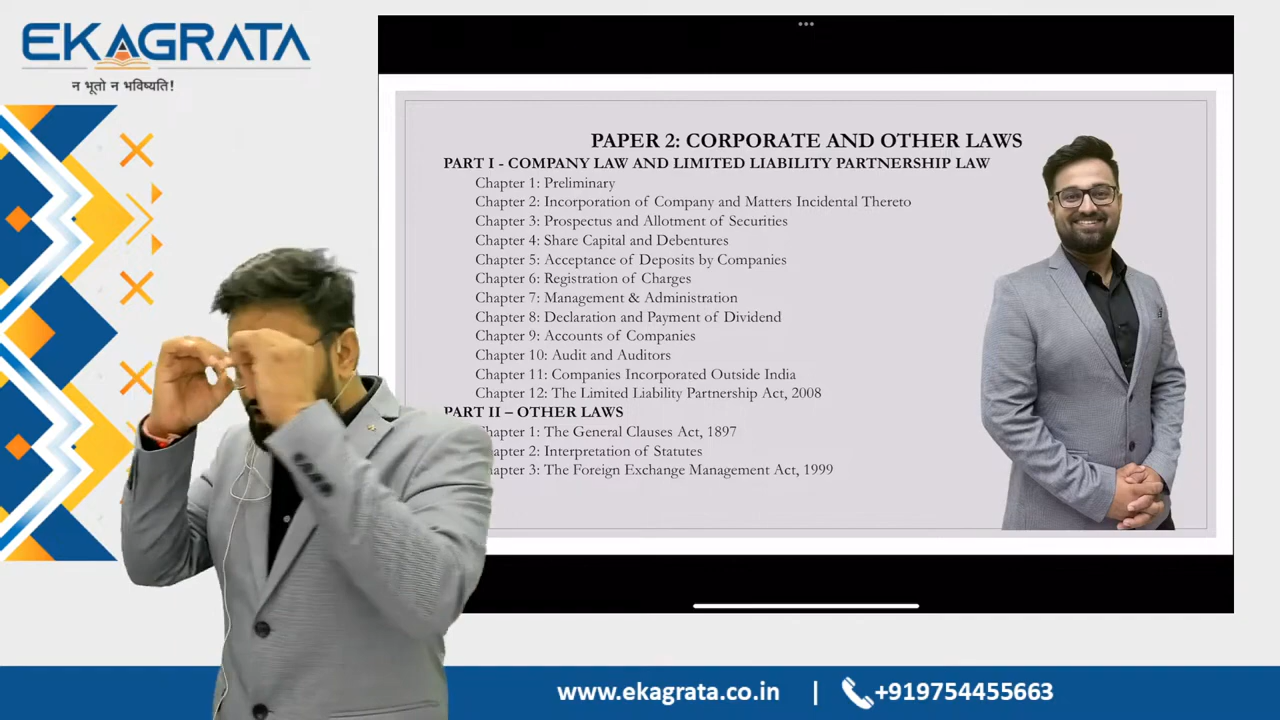 EKAGRATA
न भूतो न भविष्यति!
PAPER 2: CORPORATE AND OTHER LAWS
PART I - COMPANY LAW AND LIMITED LIABILITY PARTNERSHIP LAW
Chapter 1: Preliminary
Chapter 2: Incorporation of Company and Matters Incidental Thereto
Chapter 3: Prospectus and Allotment of Securities
Chapter 4: Share Capital and Debentures
Chapter 5: Acceptance of Deposits by Companies
Chapter 6: Registration of Charges
Chapter 7: Management & Administration
Chapter 8: Declaration and Payment of Dividend
Chapter 9: Accounts of Companies
Chapter 10: Audit and Auditors
Chapter 11: Companies Incorporated Outside India
Chapter 12: The Limited Liability Partnership Act, 2008
PART II – OTHER LAWS
Chapter 1: The General Clauses Act, 1897
Chapter 2: Interpretation of Statutes
Chapter 3: The Foreign Exchange Management Act, 1999
www.ekagrata.co.in | +919754455663